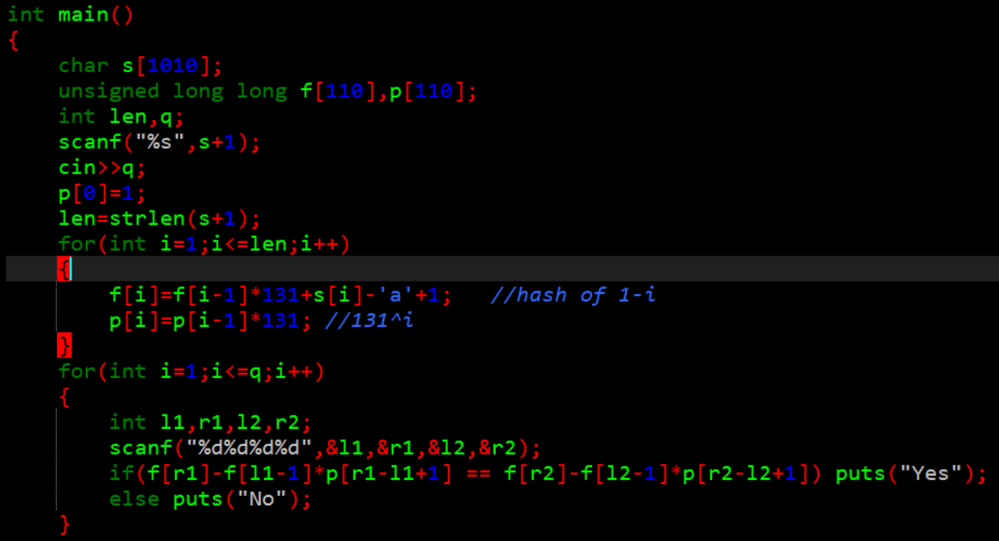 int main()
{
    char s[1010];
    unsigned long long f[110],p[110];
    int len,q;
    scanf("%s",s+1);
    cin>>q;
    p[0]=1;
    len=strlen(s+1);
    for(int i=1;i<=len;i++)
    {
        f[i]=f[i-1]*131+s[i]-'a'+1;   //hash of 1-i
        p[i]=p[i-1]*131; //131^i
    }
    for(int i=1;i<=q;i++)
    {
        int l1,r1,l2,r2;
        scanf("%d%d%d%d",&l1,&r1,&l2,&r2);
        if(f[r1]-f[l1-1]*p[r1-l1+1] == f[r2]-f[l2-1]*p[r2-l2+1]) puts("Yes");
        else puts("No");
    }